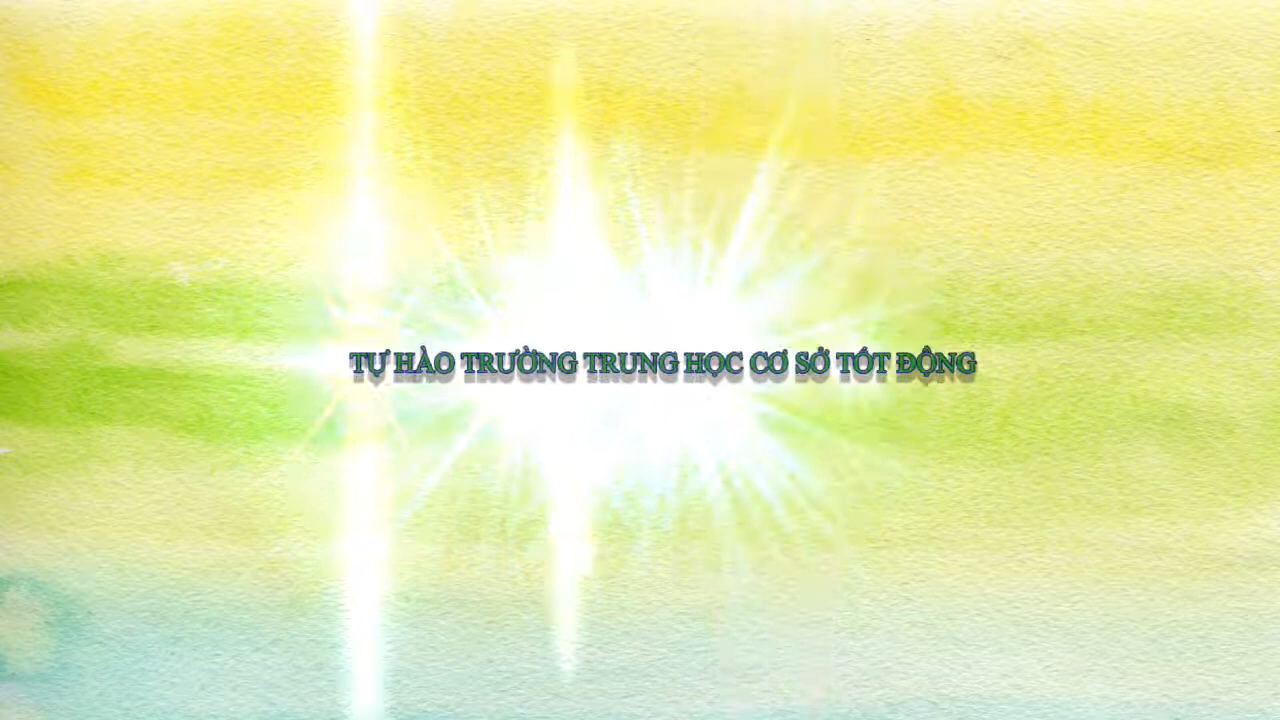 TỰ HÀO TRƯỜNG TRUNG HỌC CƠ SỞ TỐT ĐỘNG